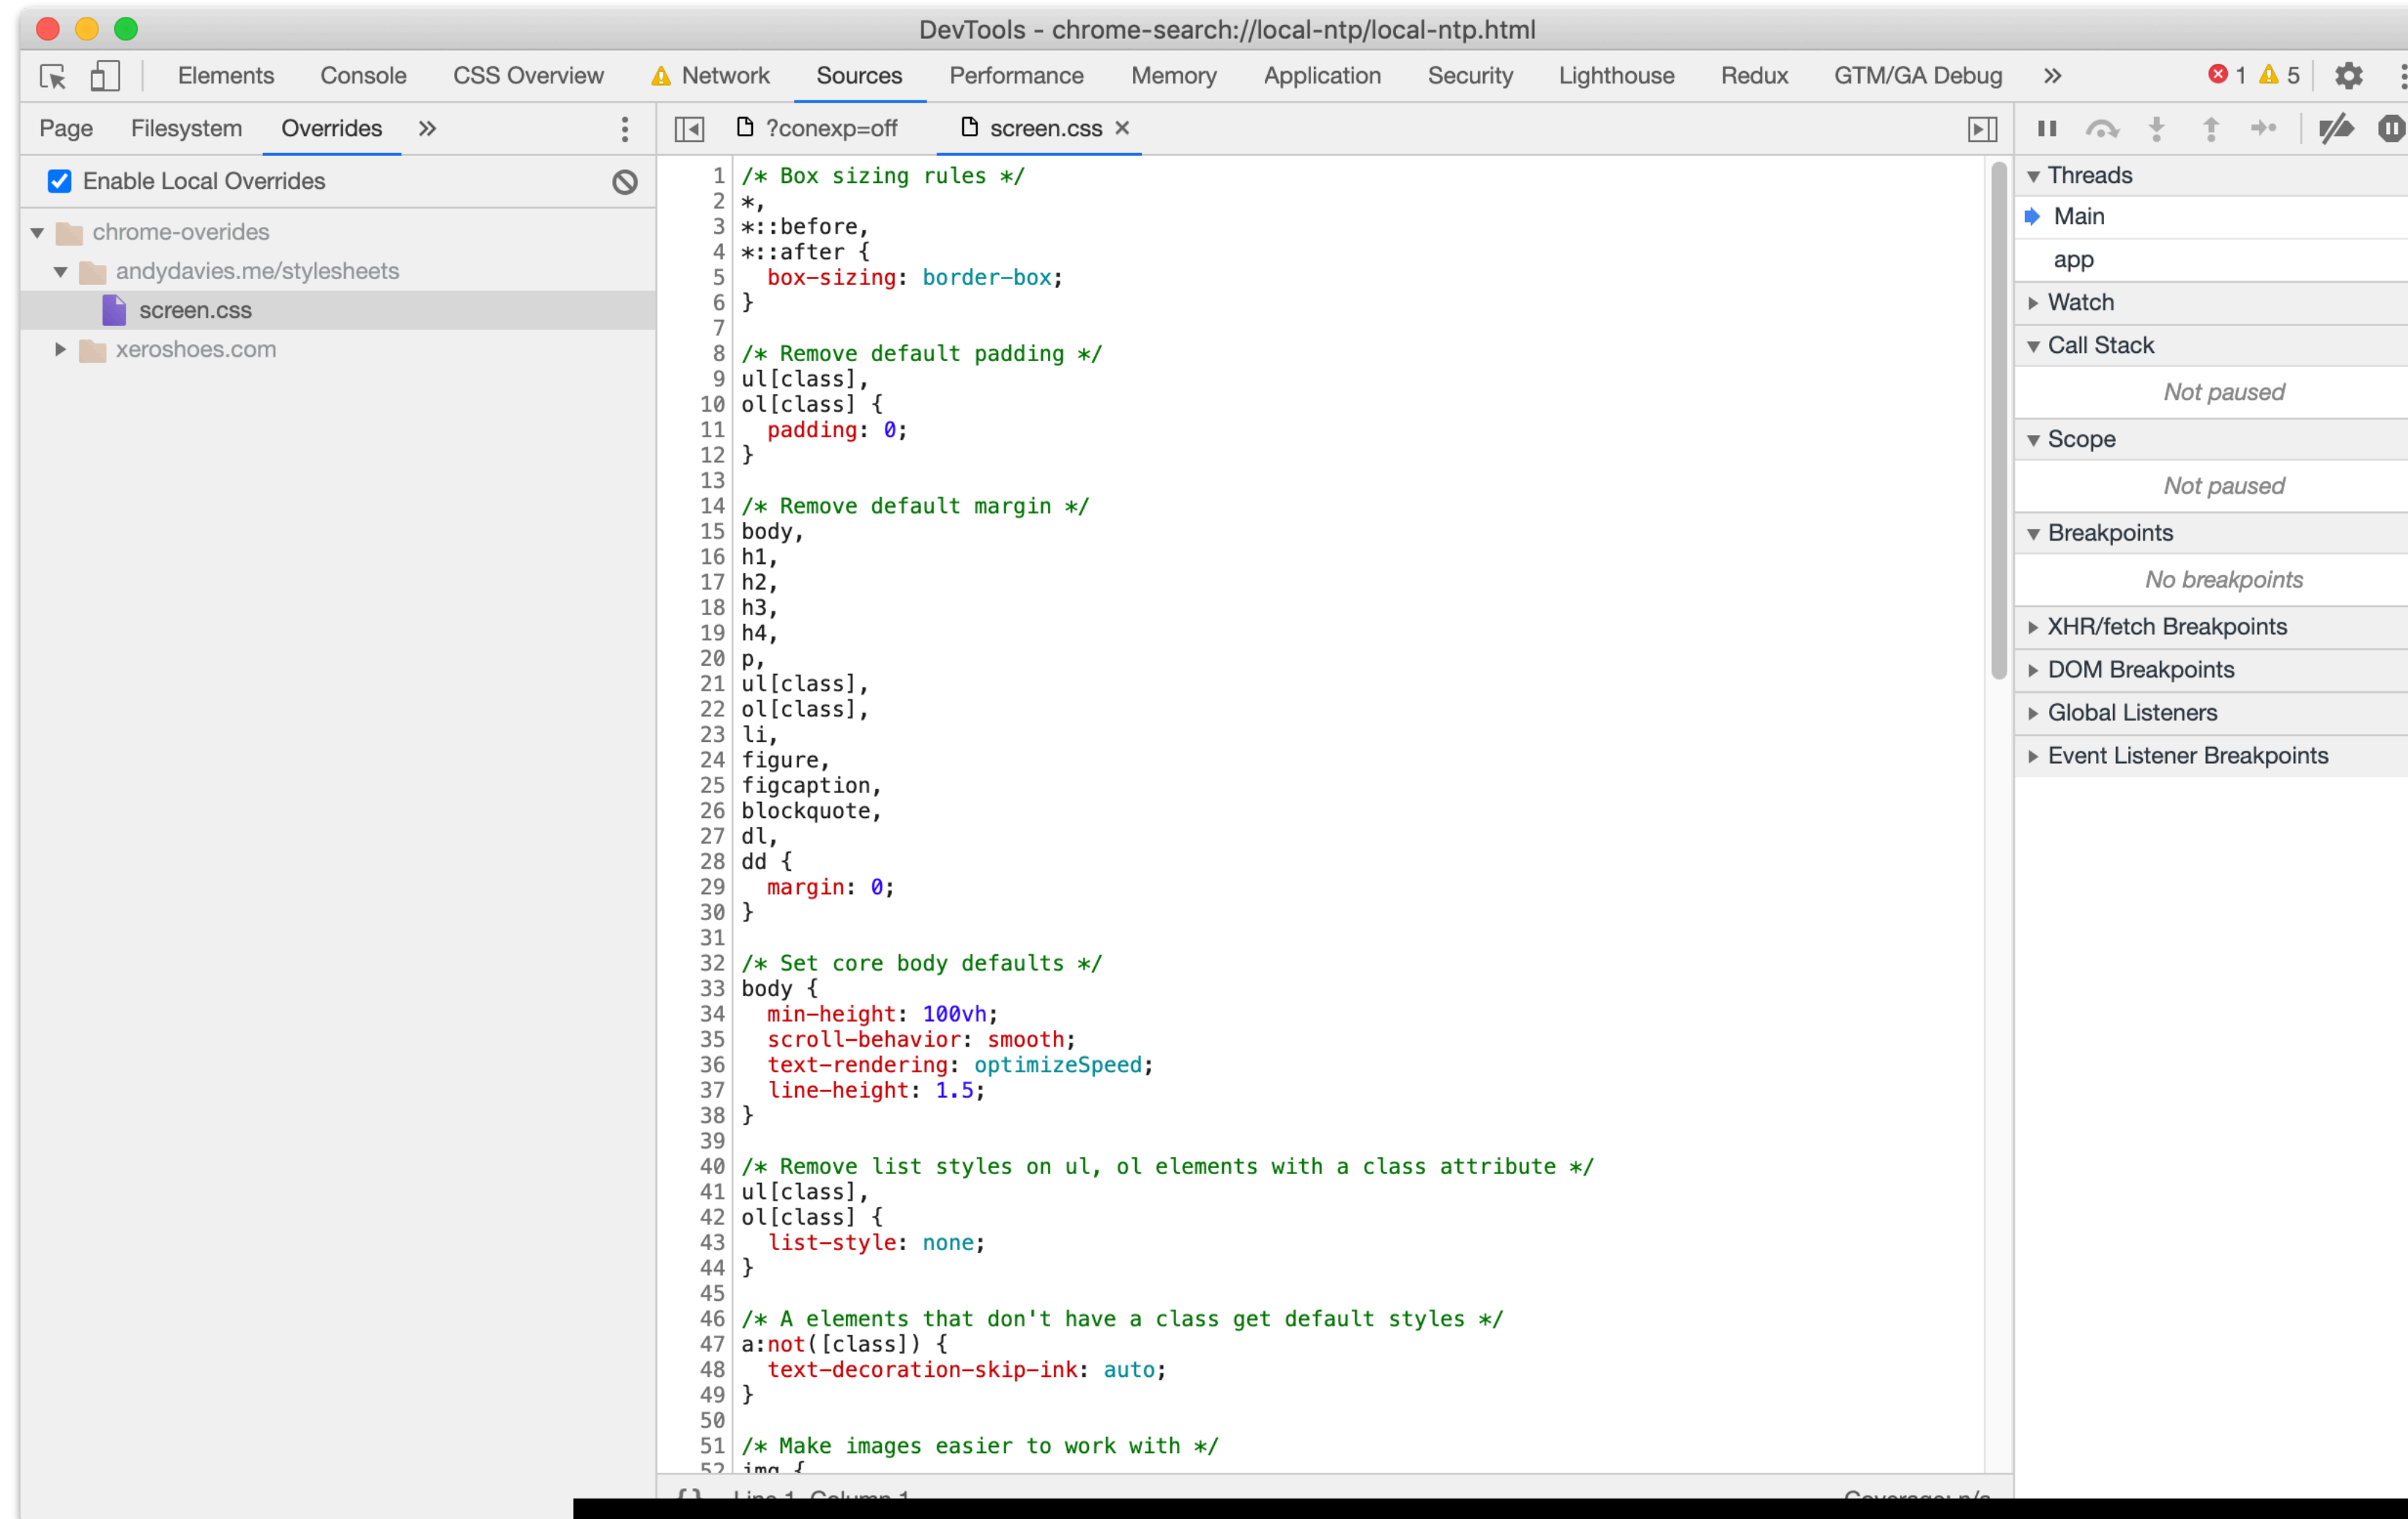 DevTools - chrome-search://local-ntp/local-ntp.html
Elements Console CSS Overview Network Sources Performance Memory Application Security Lighthouse Redux GTM/GA Debug » 1 5
Page Filesystem Overrides »
?conexp=off screen.css ×
Enable Local Overrides
chrome-overides
andydavies.me/stylesheets
screen.css
xeroshoes.com
1 /* Box sizing rules */
2 *,
3 *::before,
4 *::after {
5 box-sizing: border-box;
6 }
7
8 /* Remove default padding */
9 ul[class],
10 ol[class] {
11 padding: 0;
12 }
13
14 /* Remove default margin */
15 body,
16 h1,
17 h2,
18 h3,
19 h4,
20 p,
21 ul[class],
22 ol[class],
23 li,
24 figure,
25 figcaption,
26 blockquote,
27 dl,
28 dd {
29 margin: 0;
30 }
31
32 /* Set core body defaults */
33 body {
34 min-height: 100vh;
35 scroll-behavior: smooth;
36 text-rendering: optimizeSpeed;
37 line-height: 1.5;
38 }
39
40 /* Remove list styles on ul, ol elements with a class attribute */
41 ul[class],
42 ol[class] {
43 list-style: none;
44 }
45
46 /* A elements that don't have a class get default styles */
47 a:not([class]) {
48 text-decoration-skip-ink: auto;
49 }
50
51 /* Make images easier to work with */
52 img {
{} Line 1, Column 1 Coverage: n/a
Threads
Main
app
Watch
Call Stack
Not paused
Scope
Not paused
Breakpoints
No breakpoints
XHR/fetch Breakpoints
DOM Breakpoints
Global Listeners
Event Listener Breakpoints